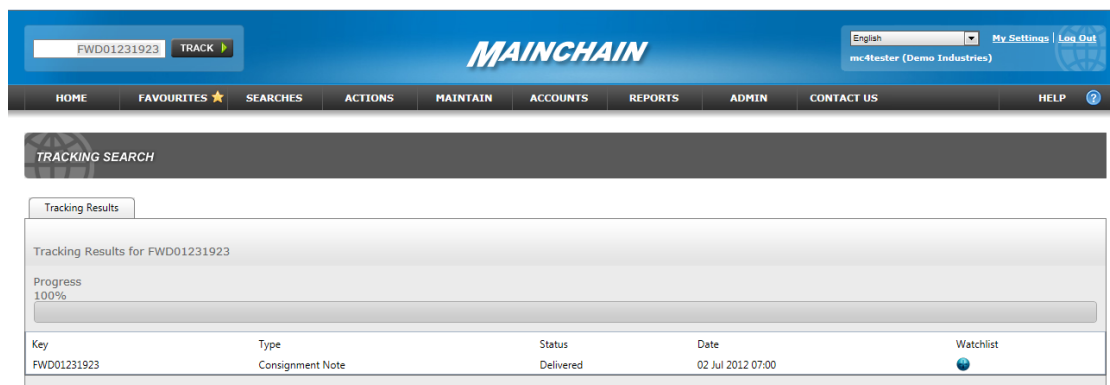 FWD01231923 TRACK
MAINCHAIN
English
My Settings | Log Out
mc4tester (Demo Industries)
HOME FAVOURITES SEARCHES ACTIONS MAINTAIN ACCOUNTS REPORTS ADMIN CONTACT US HELP ?
TRACKING SEARCH
Tracking Results
Tracking Results for FWD01231923
Progress
100%
Key Type Status Date Watchlist
FWD01231923 Consignment Note Delivered 02 Jul 2012 07:00